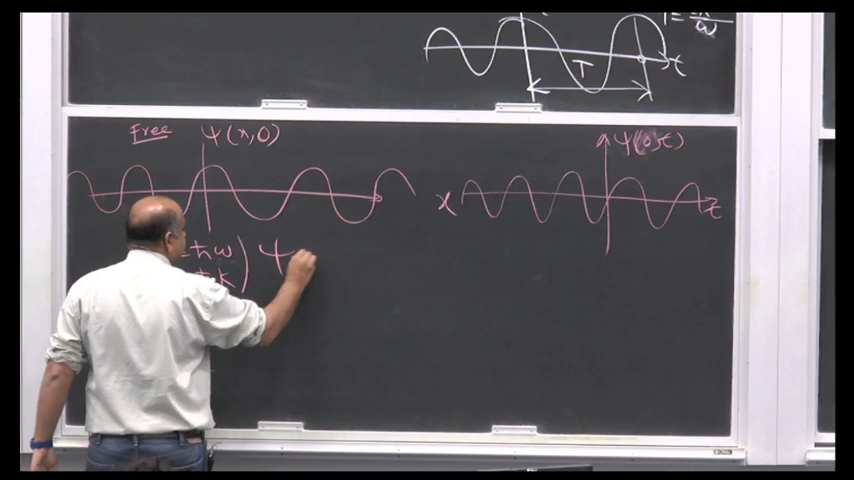 T = 2π/ω
T
t
Free ψ(x,0)
ψ(0,t)
x
t
= ħω
ħk ) ψ